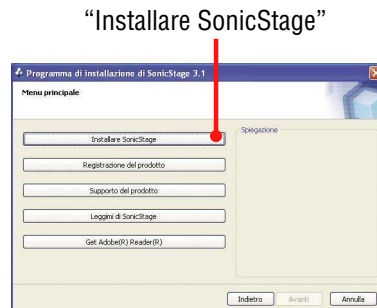 “Installare SonicStage”
Programma di installazione di SonicStage 3.1
Menu principale
Installare SonicStage
Spiegazione
Registrazione del prodotto
Supporto del prodotto
Leggimi di SonicStage
Get Adobe(R) Reader(R)
Indietro Avanti Annulla